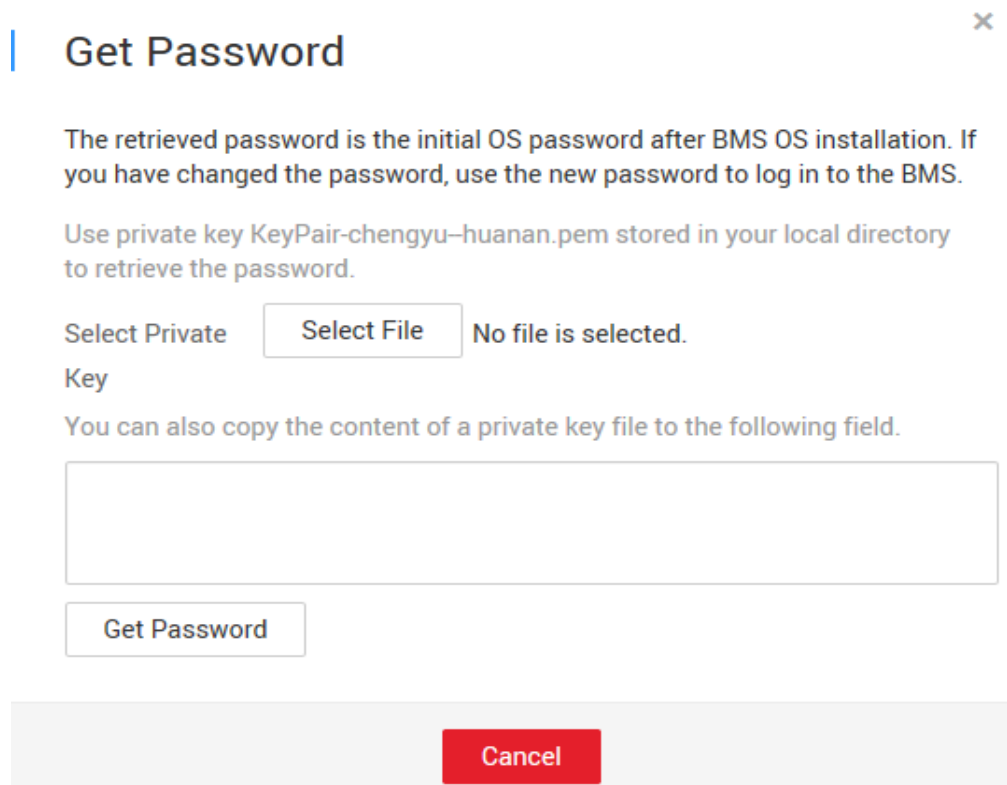 ×
Get Password
The retrieved password is the initial OS password after BMS OS installation. If
you have changed the password, use the new password to log in to the BMS.
Use private key KeyPair-chengyu--huanan.pem stored in your local directory
to retrieve the password.
Select Private Select File No file is selected.
Key
You can also copy the content of a private key file to the following field.
Get Password
Cancel